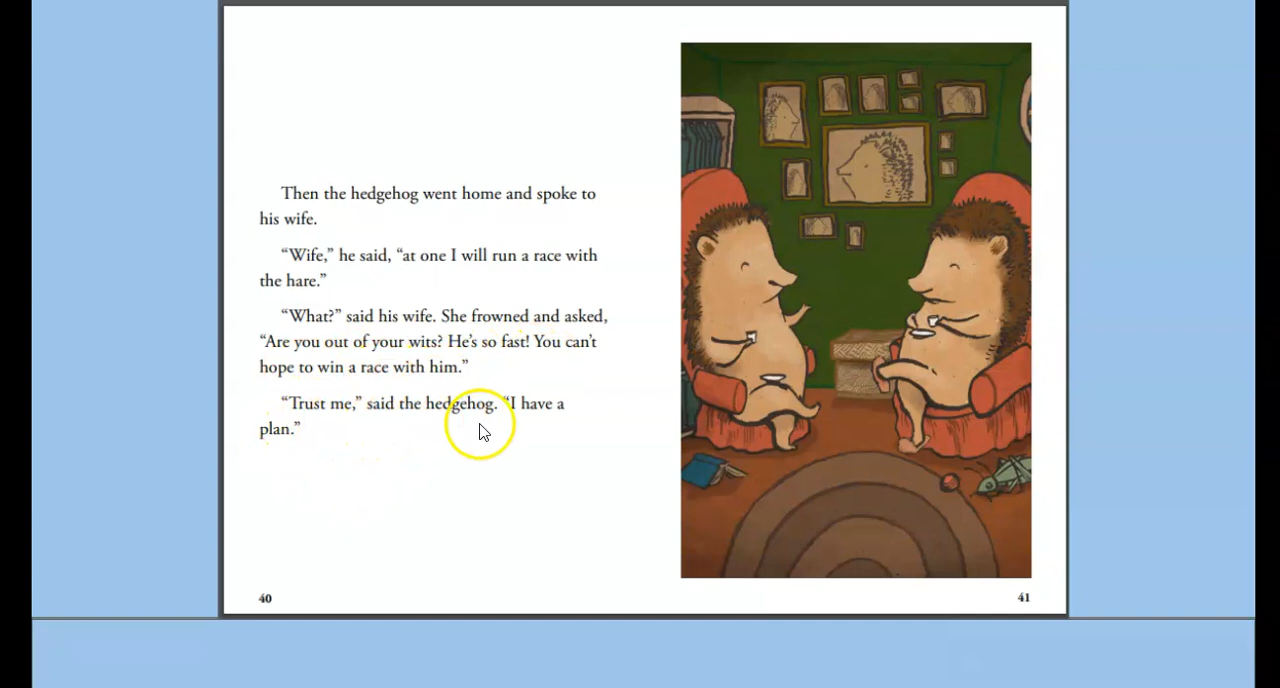 Then the hedgehog went home and spoke to
his wife.
“Wife,” he said, “at one I will run a race with
the hare.”
“What?” said his wife. She frowned and asked,
“Are you out of your wits? He’s so fast! You can’t
hope to win a race with him.”
“Trust me,” said the hedgehog. “I have a
plan.”
40
41